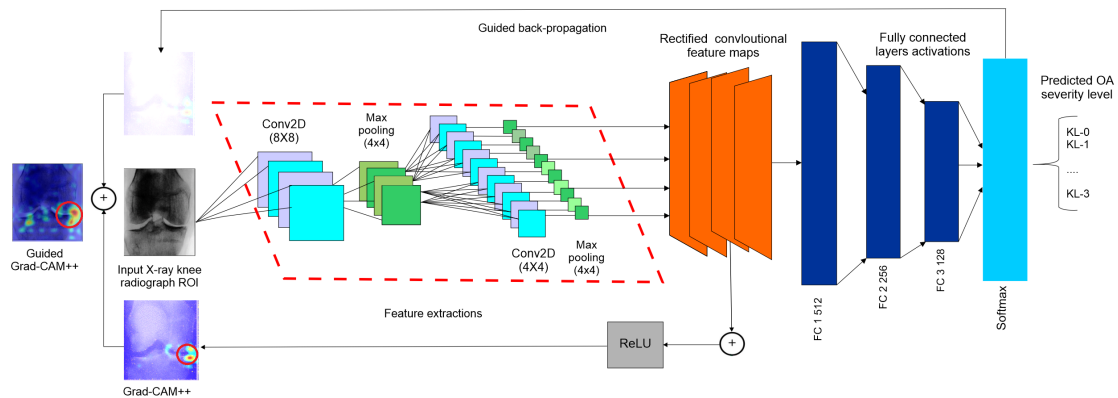 Guided back-propagation
Rectified convloutional
feature maps
Fully connected
layers activations
Predicted OA
severity level
KL-0
KL-1
....
KL-3
Conv2D
(8X8)
Max
pooling
(4x4)
Conv2D
(4X4)
Max
pooling
(4x4)
+
Guided
Grad-CAM++
Input X-ray knee
radiograph ROI
Feature extractions
ReLU
+
Grad-CAM++
FC 1 512
FC 2 256
FC 3 128
Softmax